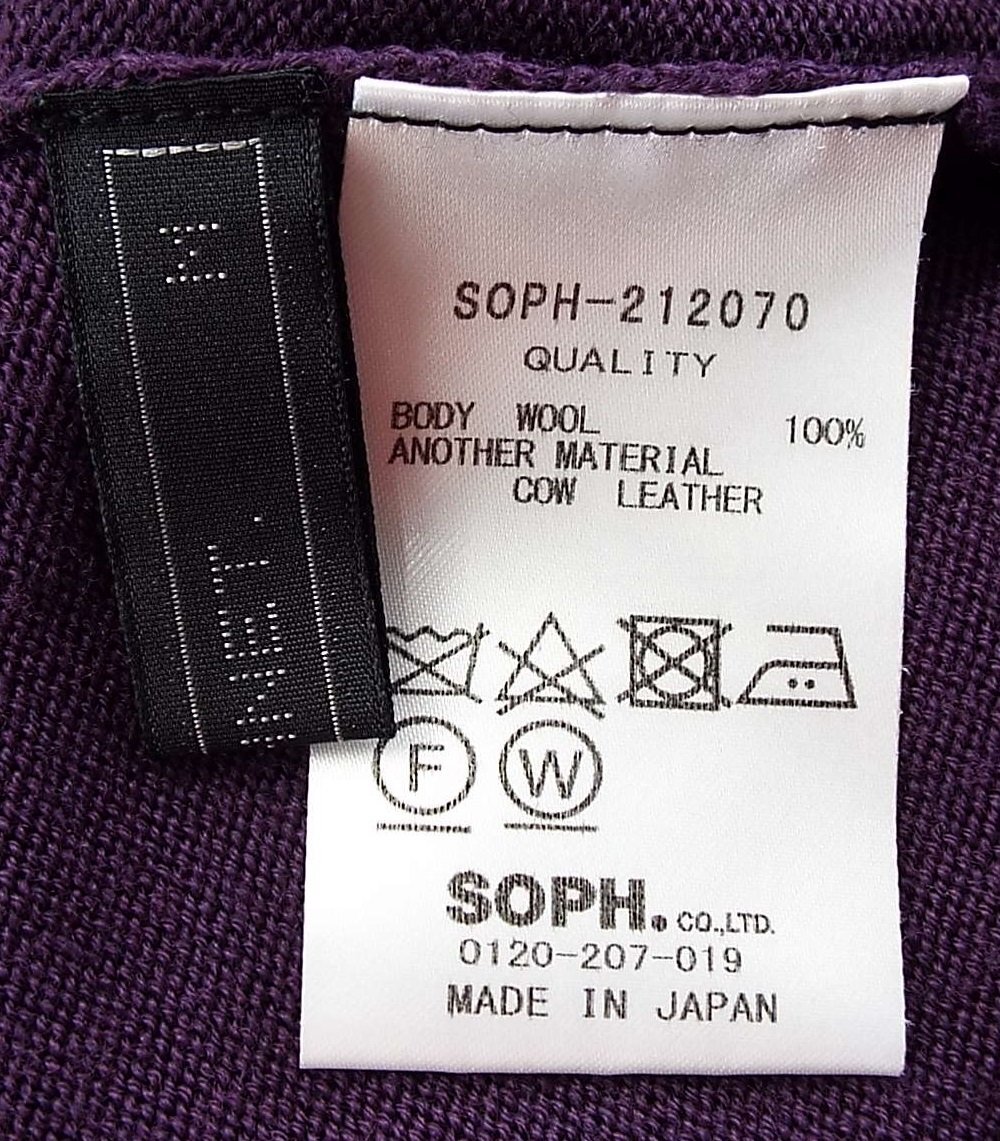 M
NET.
SOPH-212070
QUALITY
BODY WOOL 100%
ANOTHER MATERIAL
COW LEATHER
F W
SOPH. CO.,LTD.
0120-207-019
MADE IN JAPAN